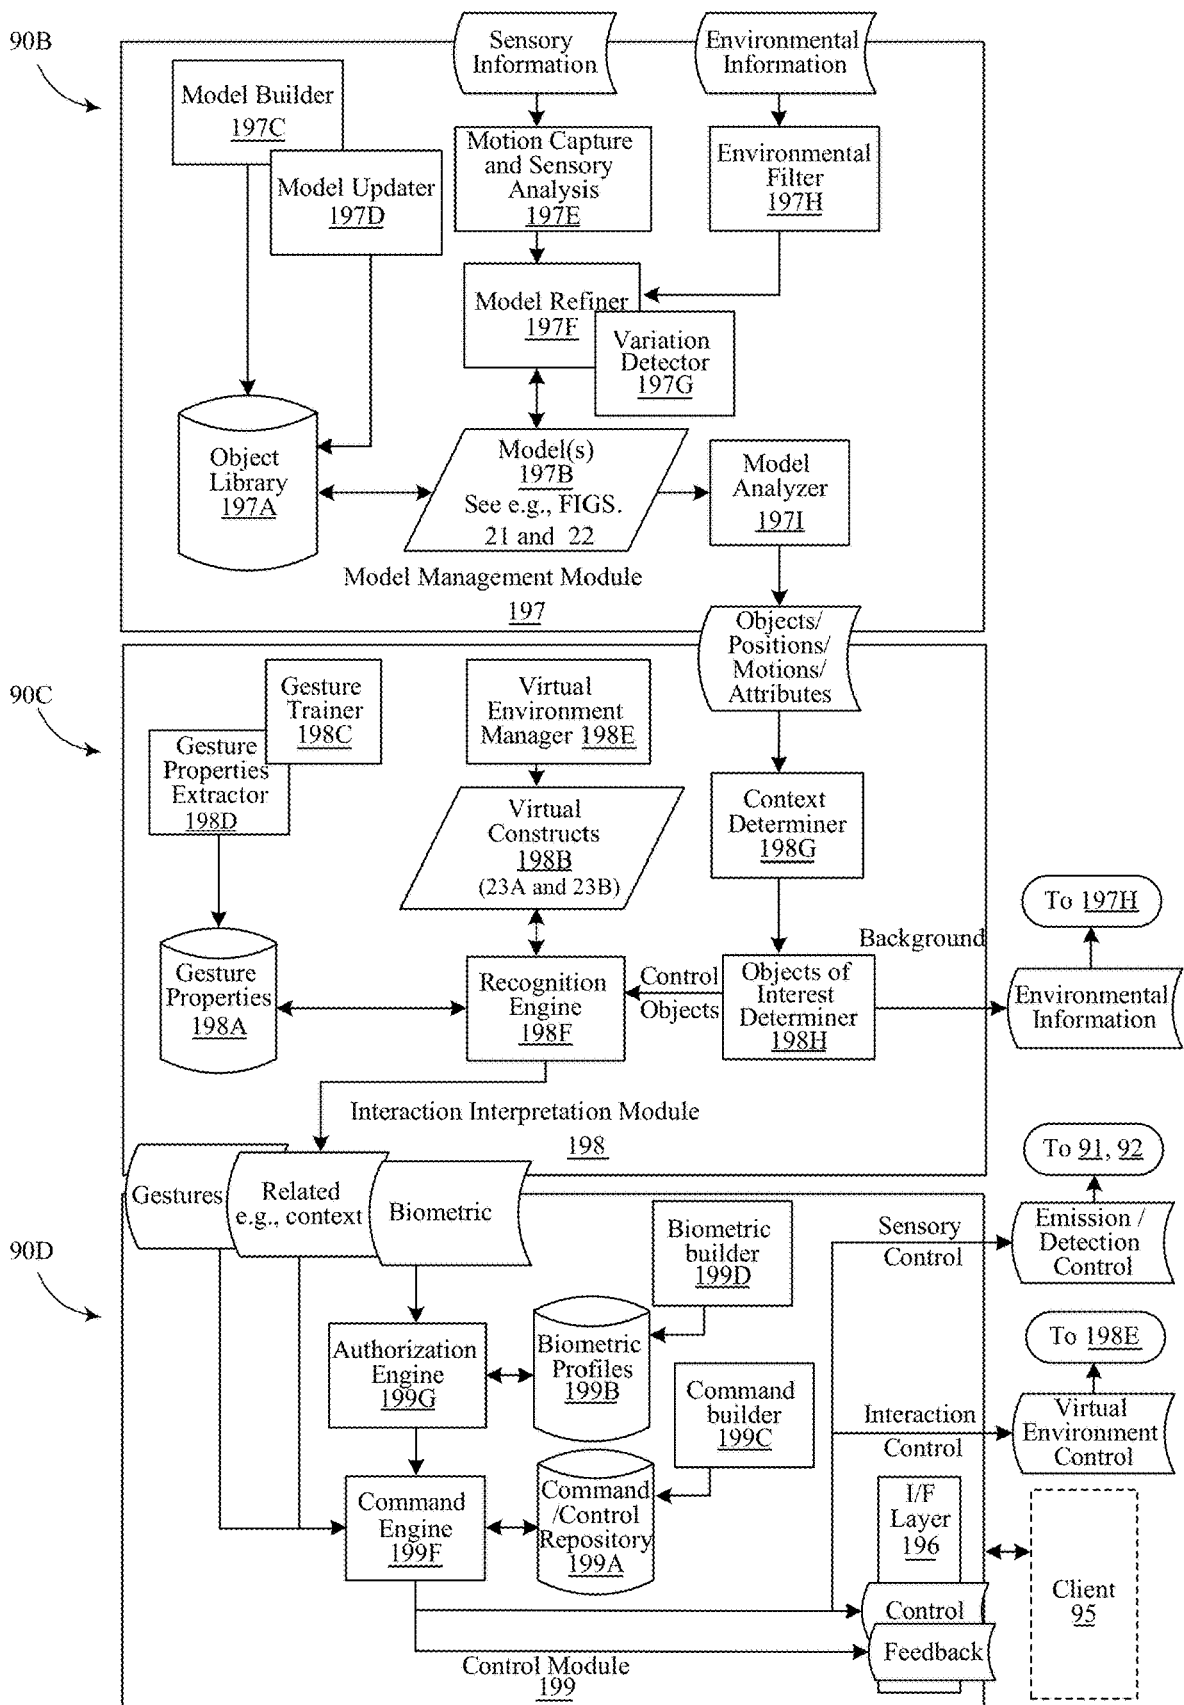 90B
Sensory
Information
Environmental
Information
Model Builder
197C
Model Updater
197D
Motion Capture
and Sensory
Analysis
197E
Environmental
Filter
197H
Model Refiner
197F
Variation
Detector
197G
Object
Library
197A
Model(s)
197B
See e.g., FIGS.
21 and 22
Model
Analyzer
197I
Model Management Module
197
Objects/
Positions/
Motions/
Attributes
90C
Gesture
Trainer
198C
Gesture
Properties
Extractor
198D
Virtual
Environment
Manager 198E
Virtual
Constructs
198B
(23A and 23B)
Context
Determiner
198G
To 197H
Background
Gesture
Properties
198A
Recognition
Engine
198F
Control
Objects
Objects of
Interest
Determiner
198H
Environmental
Information
Interaction Interpretation Module
198
To 91, 92
Gestures
Related
e.g., context
Biometric
90D
Biometric
builder
199D
Sensory
Control
Emission /
Detection
Control
To 198E
Authorization
Engine
199G
Biometric
Profiles
199B
Command
builder
199C
Interaction
Control
Virtual
Environment
Control
Command
Engine
199F
Command
/Control
Repository
199A
I/F
Layer
196
Client
95
Control
Feedback
Control Module
199